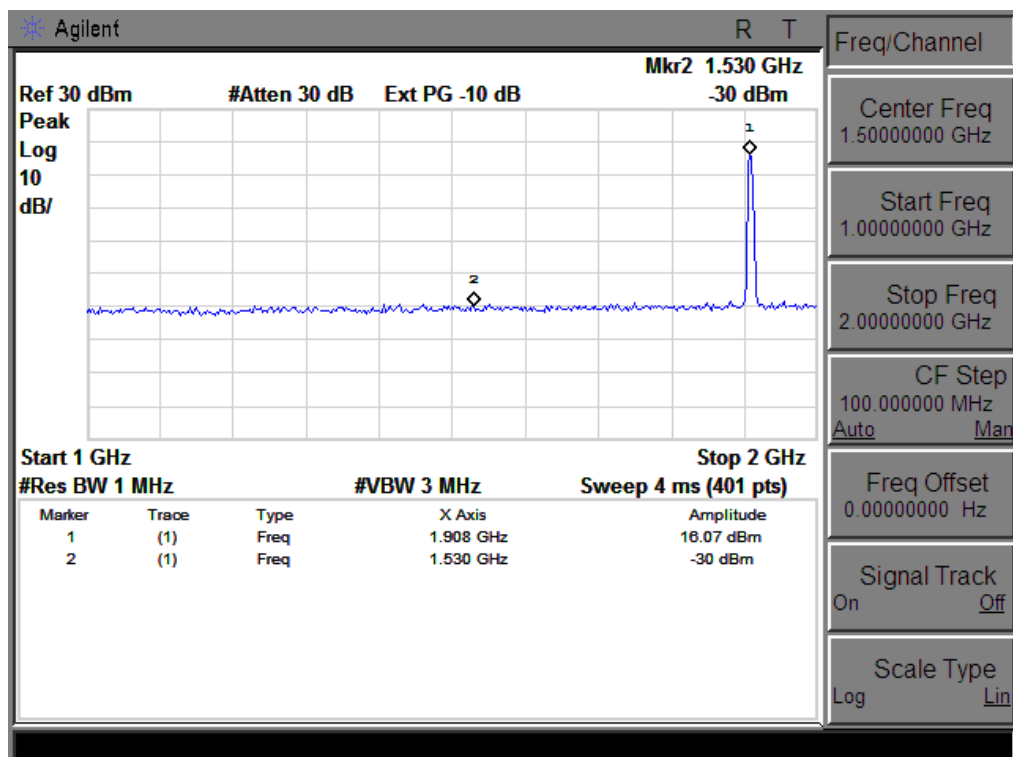 Agilent R T
Mkr2 1.530 GHz
Ref 30 dBm #Atten 30 dB Ext PG -10 dB -30 dBm
Peak
Log
10
dB/
1
2
Start 1 GHz Stop 2 GHz
#Res BW 1 MHz #VBW 3 MHz Sweep 4 ms (401 pts)
Marker Trace Type X Axis Amplitude
1 (1) Freq 1.908 GHz 16.07 dBm
2 (1) Freq 1.530 GHz -30 dBm
Freq/Channel
Center Freq
1.50000000 GHz
Start Freq
1.00000000 GHz
Stop Freq
2.00000000 GHz
CF Step
100.000000 MHz
Auto Man
Freq Offset
0.00000000 Hz
Signal Track
On Off
Scale Type
Log Lin